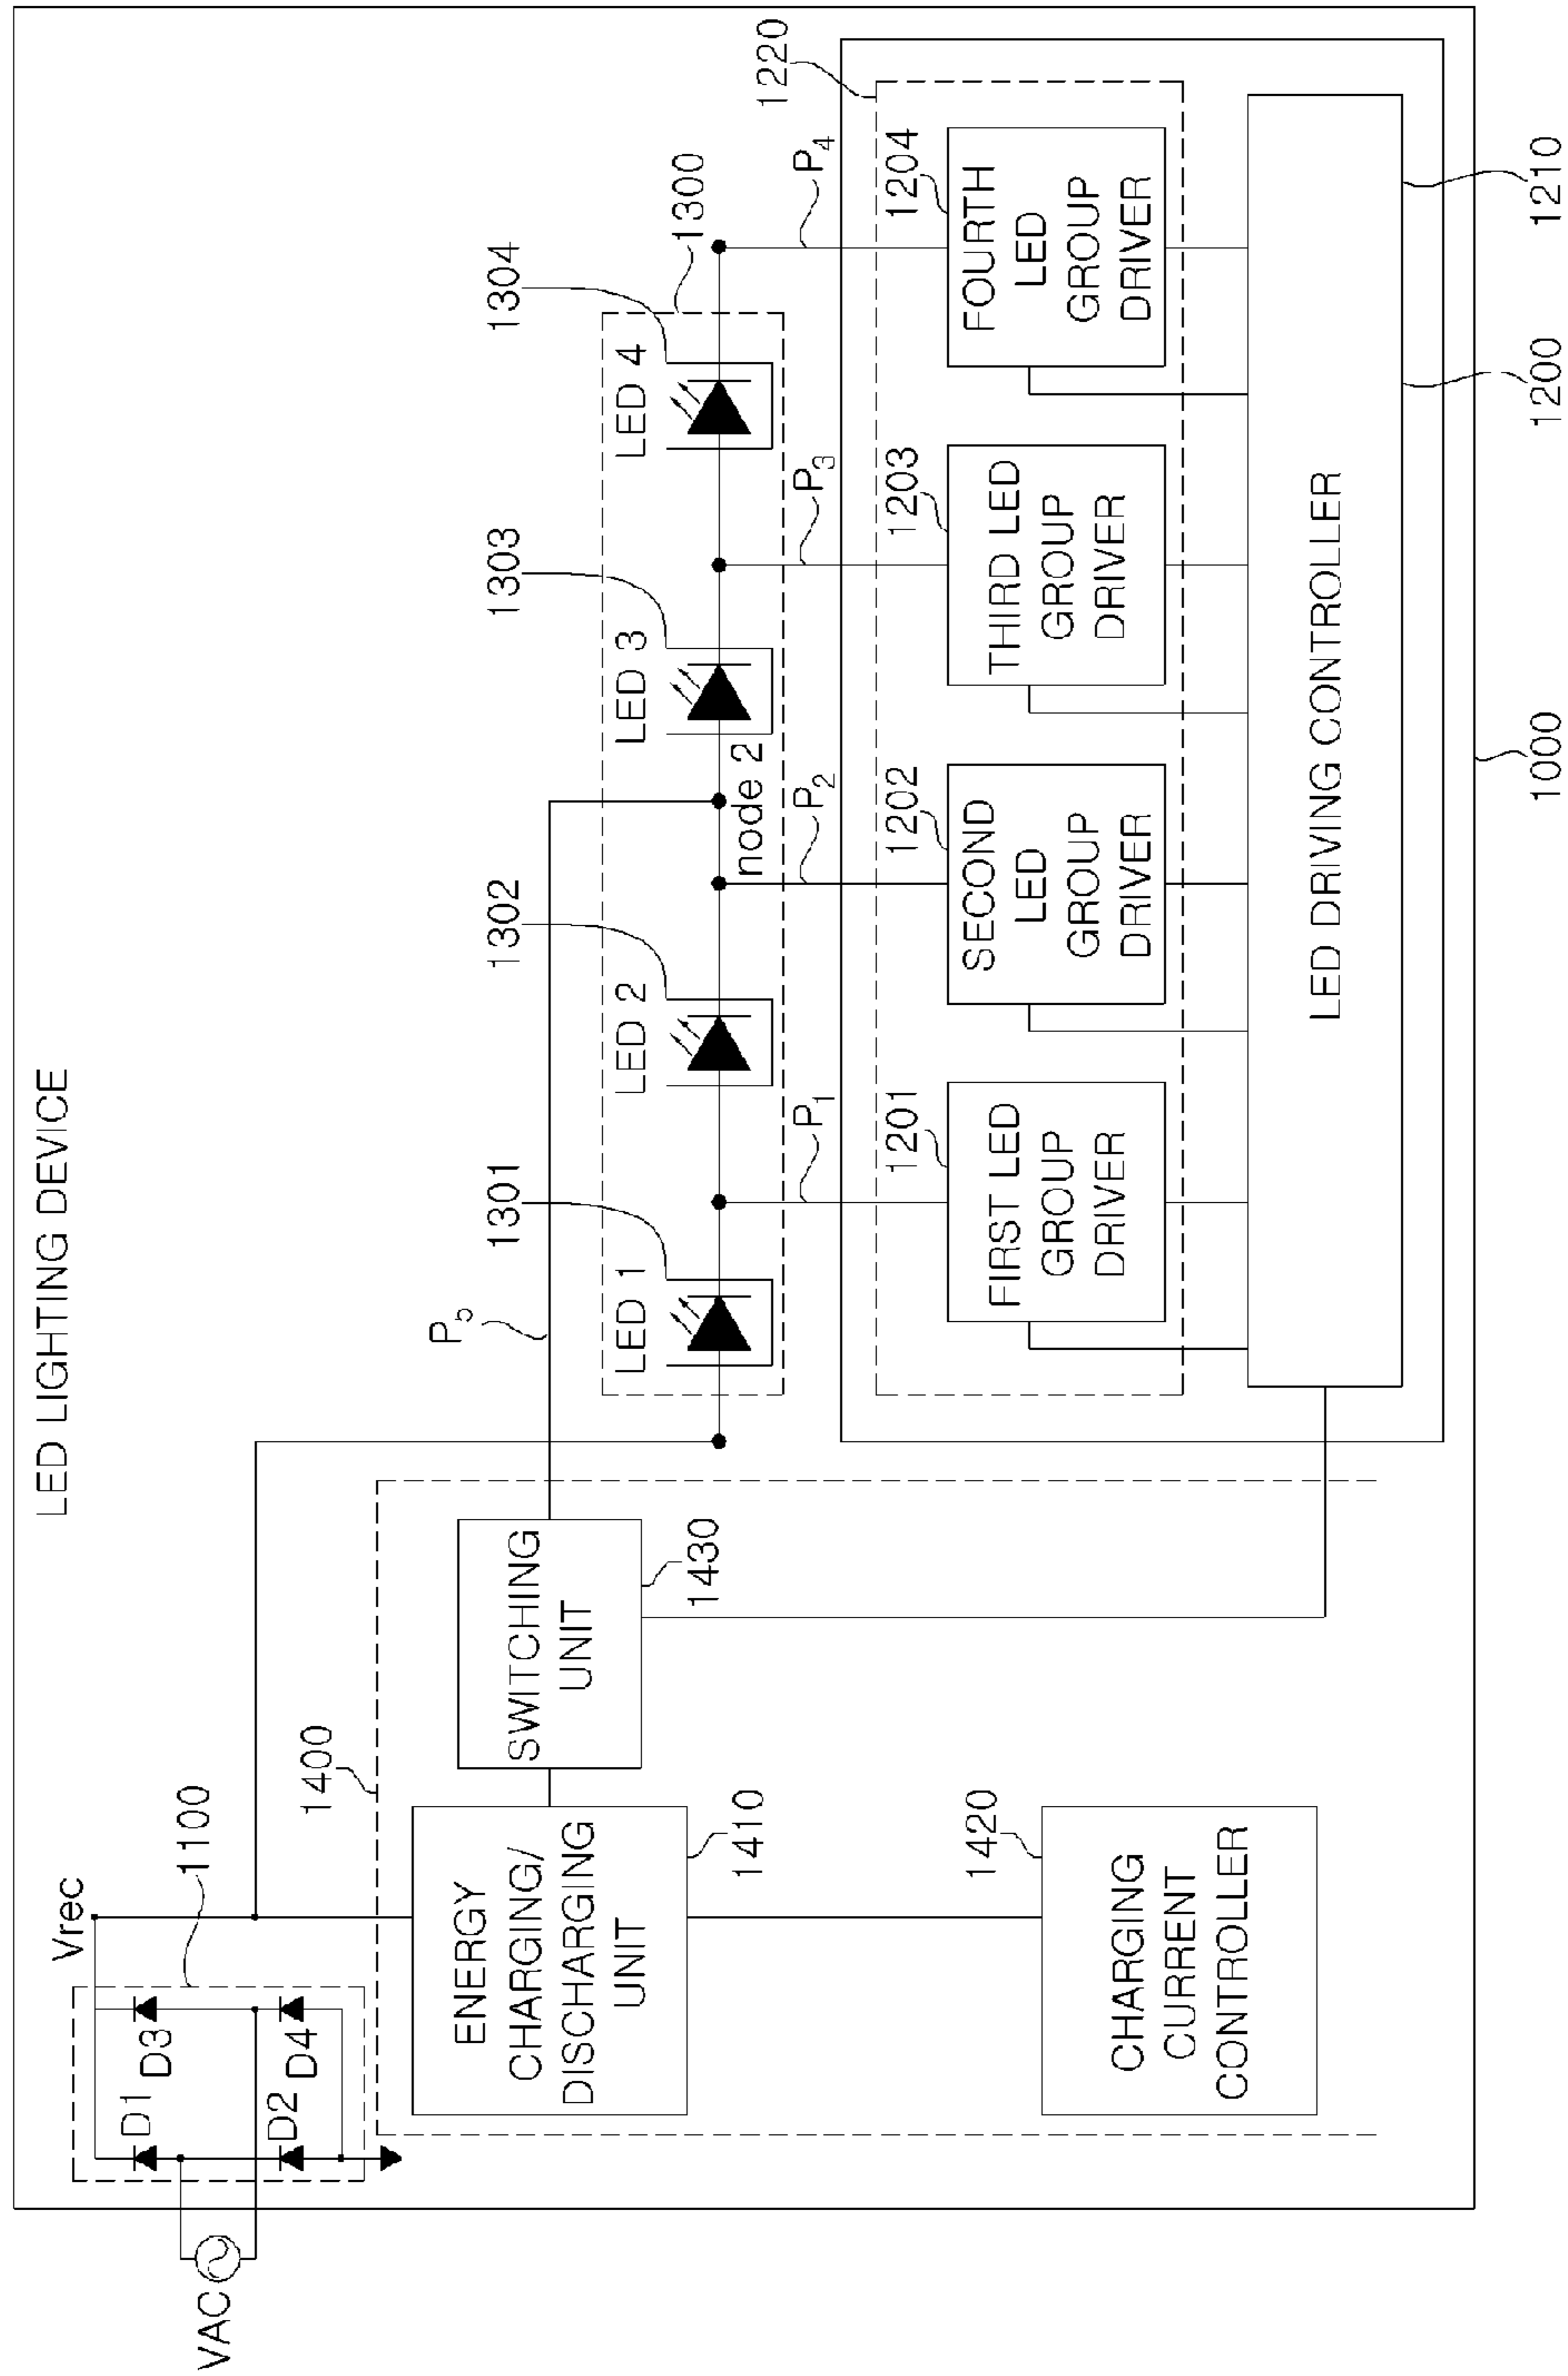 LED LIGHTING DEVICE
VAC
Vrec
1100
D1
D3
D2
D4
1400
ENERGY
CHARGING/
DISCHARGING
UNIT
1410
SWITCHING
UNIT
1430
CHARGING
CURRENT
CONTROLLER
1420
P5
1301
1302
1303
1304
LED 1
LED 2
LED 3
LED 4
1300
node 2
P1
P2
P3
P4
1220
1201
1202
1203
1204
FIRST LED
GROUP
DRIVER
SECOND
LED
GROUP
DRIVER
THIRD LED
GROUP
DRIVER
FOURTH
LED
GROUP
DRIVER
LED DRIVING CONTROLLER
1000
1200
1210